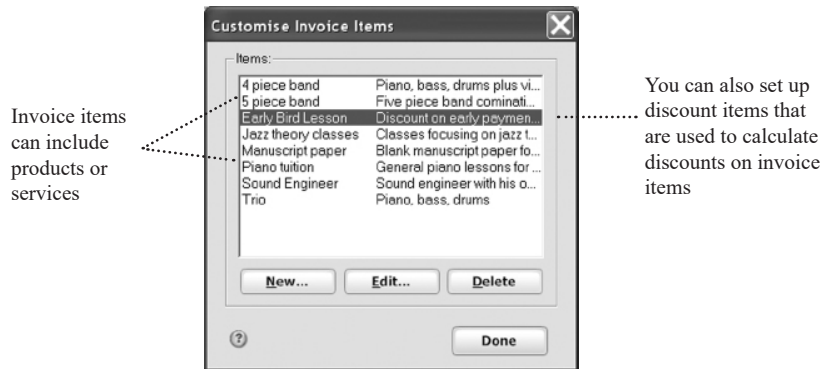 Customise Invoice Items
Items:
4 piece band Piano, bass, drums plus vi...
5 piece band Five piece band cominati...
Early Bird Lesson Discount on early paymen...
Jazz theory classes Classes focusing on jazz t...
Manuscript paper Blank manuscript paper fo...
Piano tuition General piano lessons for ...
Sound Engineer Sound engineer with his o...
Trio Piano, bass, drums
New... Edit... Delete
? Done
Invoice items
can include
products or
services
You can also set up
discount items that
are used to calculate
discounts on invoice
items